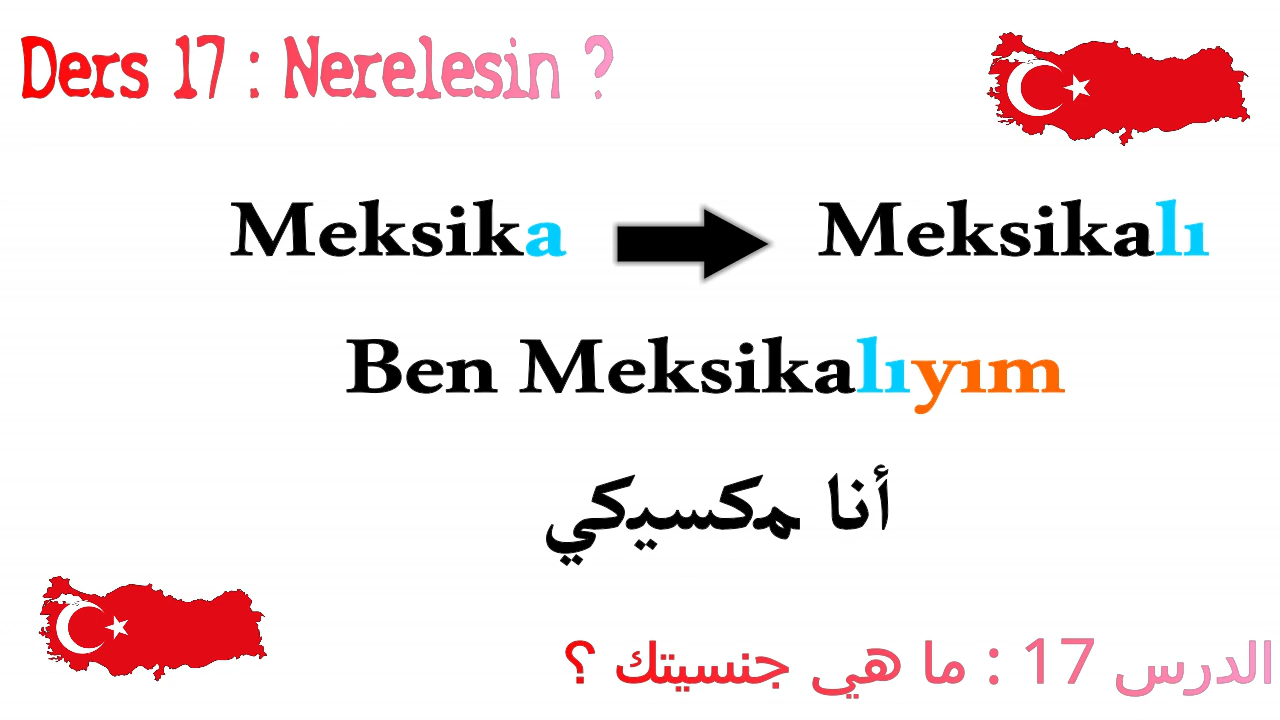 Ders 17 : Nerelesin ?
Meksika Meksikalı
Ben Meksikalıyım
أنا مكسيكي
الدرس 17 : ما هي جنسيتك ؟